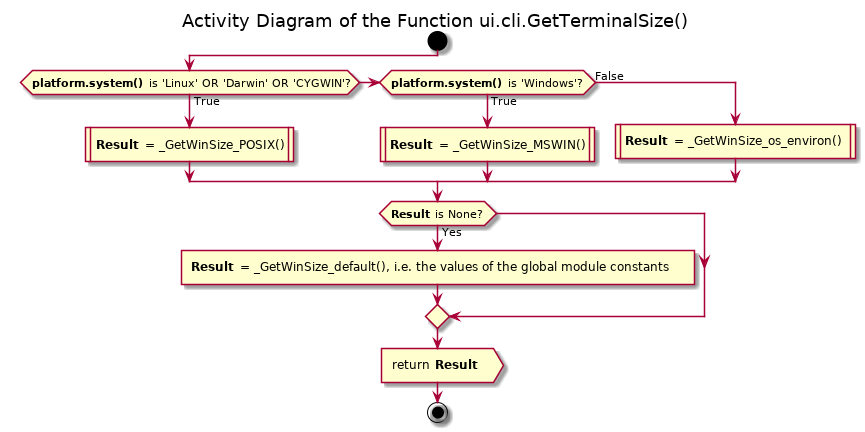 Activity Diagram of the Function ui.cli.GetTerminalSize()
platform.system() is 'Linux' OR 'Darwin' OR 'CYGWIN'?
platform.system() is 'Windows'?
False
True
True
Result = _GetWinSize_POSIX()
Result = _GetWinSize_MSWIN()
Result = _GetWinSize_os_environ()
Result is None?
Yes
Result = _GetWinSize_default(), i.e. the values of the global module constants
return Result